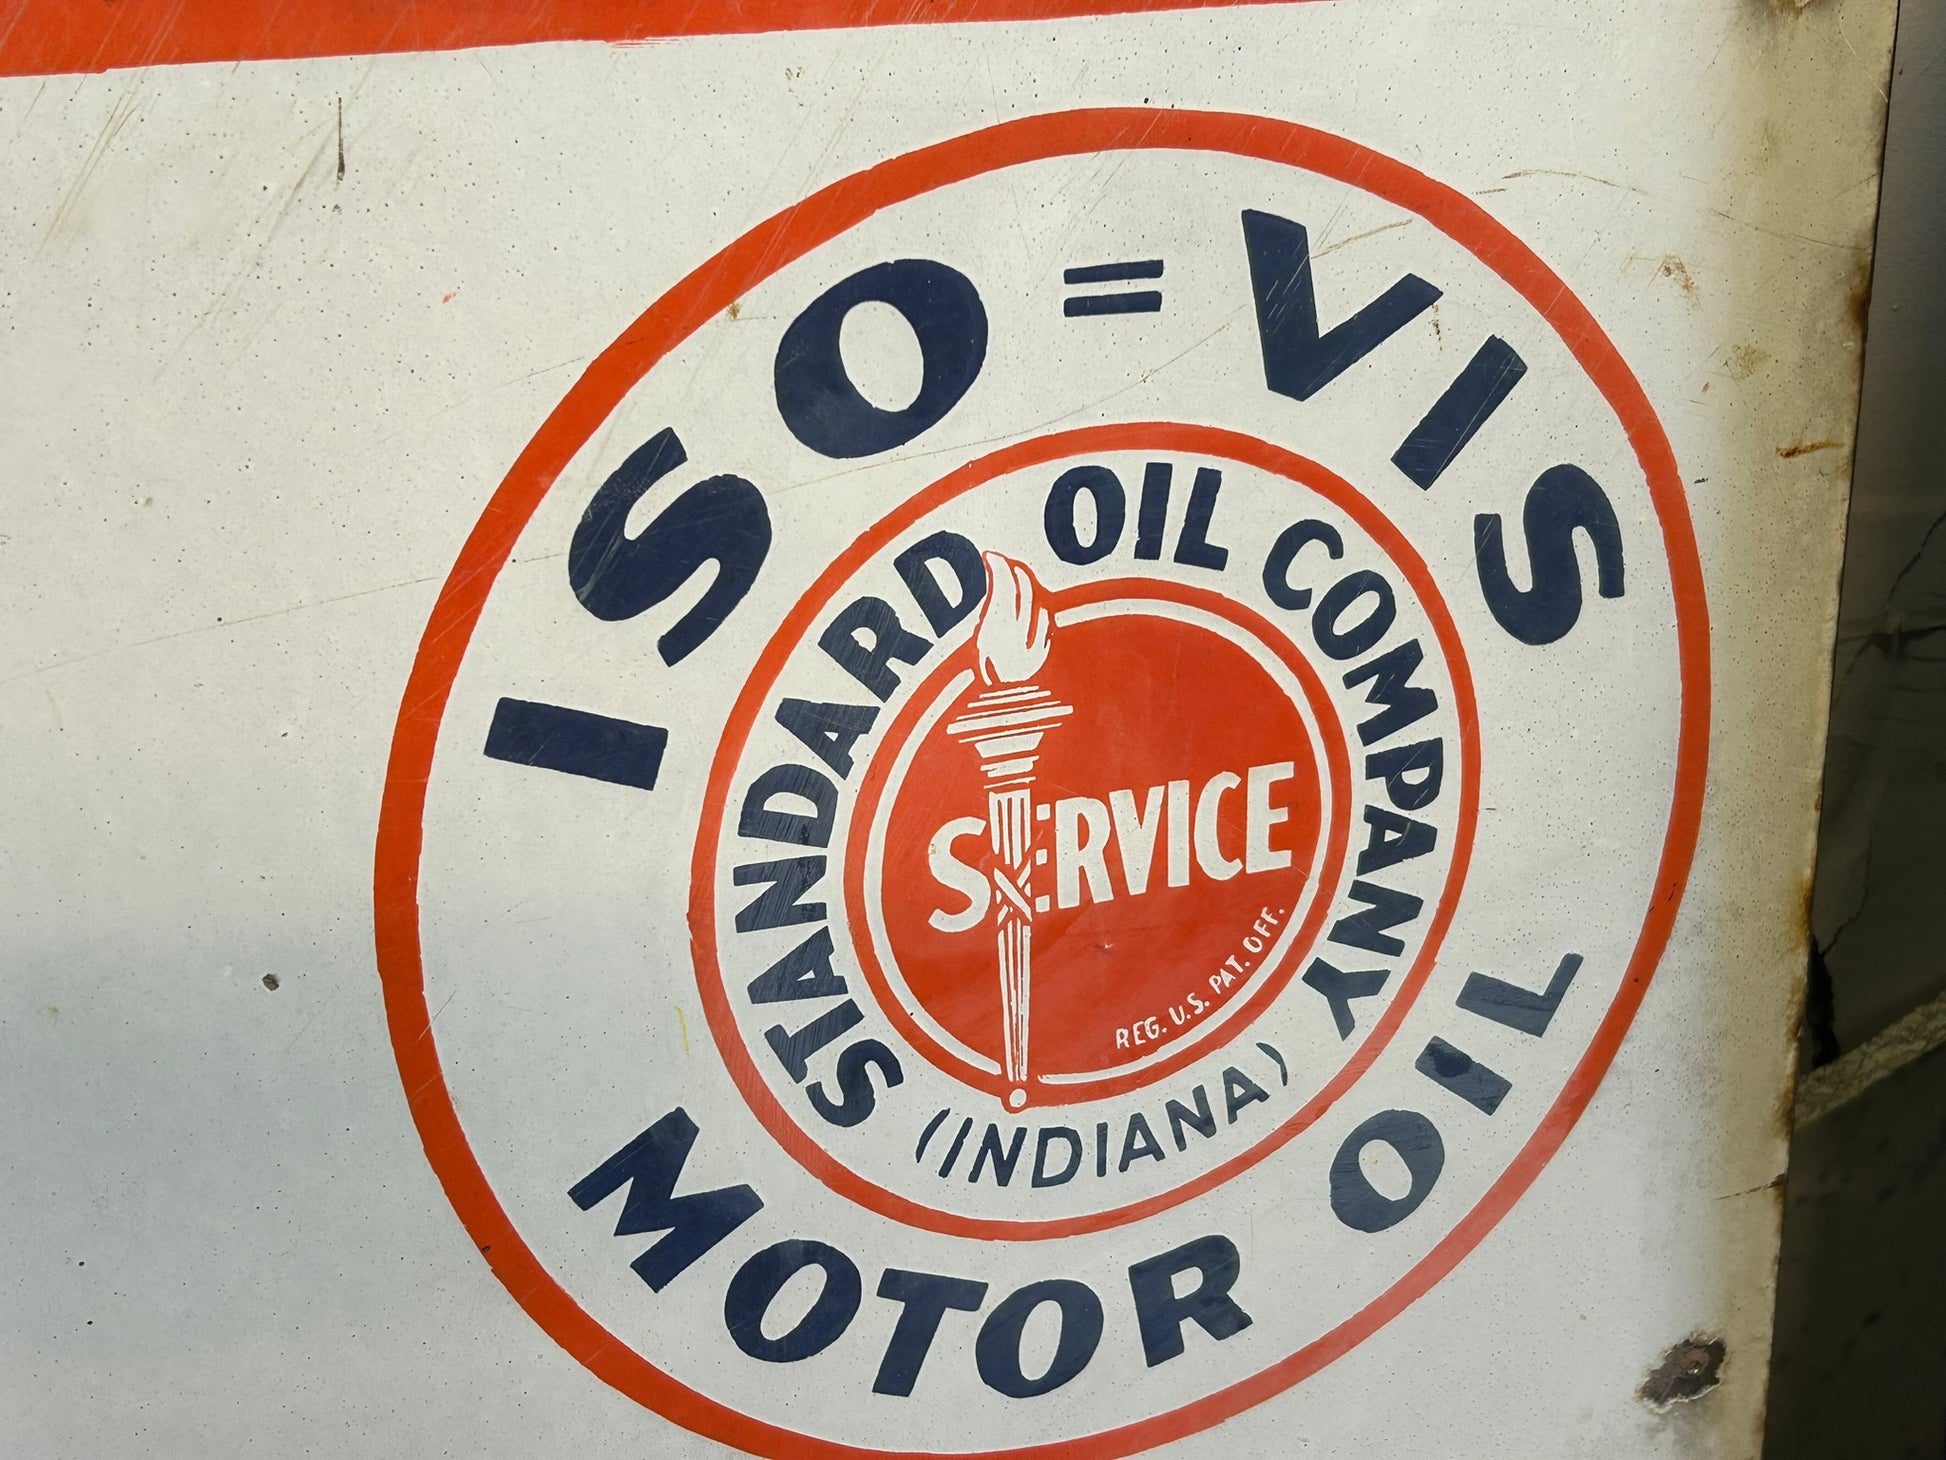 ISO=VIS
MOTOR OIL
STANDARD OIL COMPANY
(INDIANA)
SERVICE
REG. U.S. PAT. OFF.